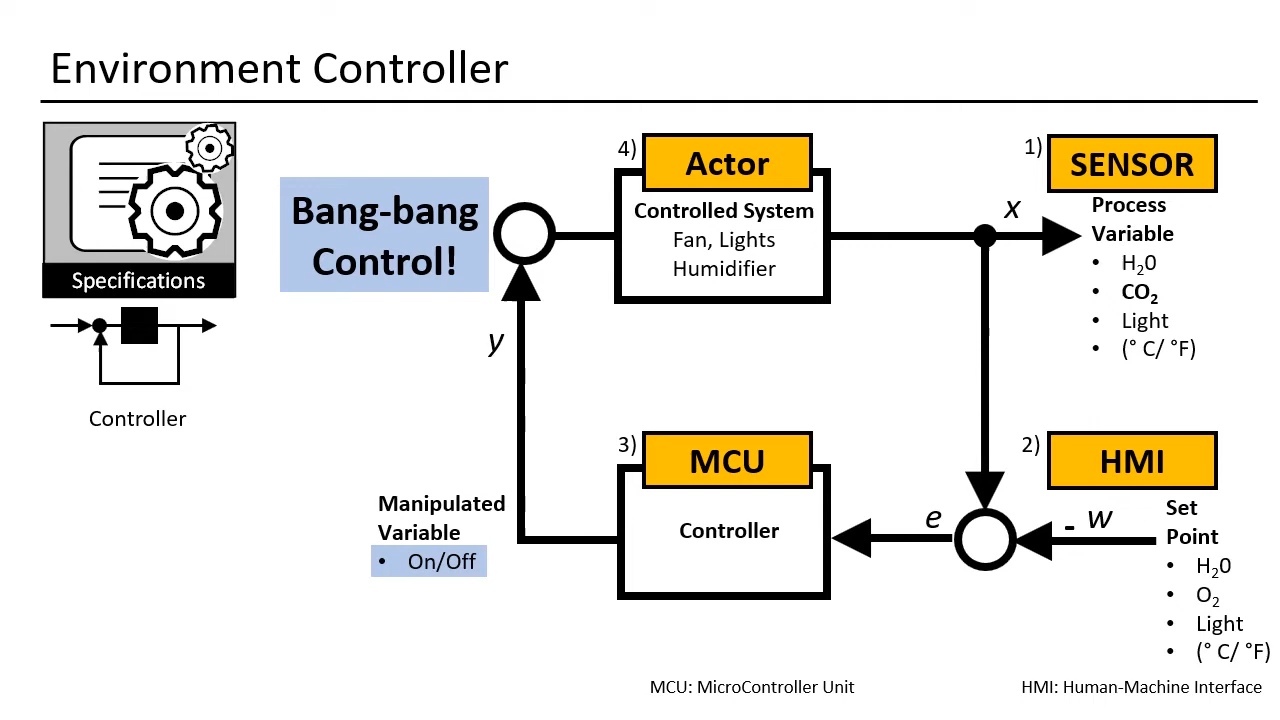 Environment Controller
Specifications
Controller
Bang-bang
Control!
4)
Actor
Controlled System
Fan, Lights
Humidifier
1)
SENSOR
x
Process
Variable
• H₂0
• CO₂
• Light
• (° C/ °F)
y
3)
MCU
Controller
2)
HMI
e
- w
Set
Point
• H₂0
• O₂
• Light
• (° C/ °F)
Manipulated
Variable
• On/Off
MCU: MicroController Unit
HMI: Human-Machine Interface